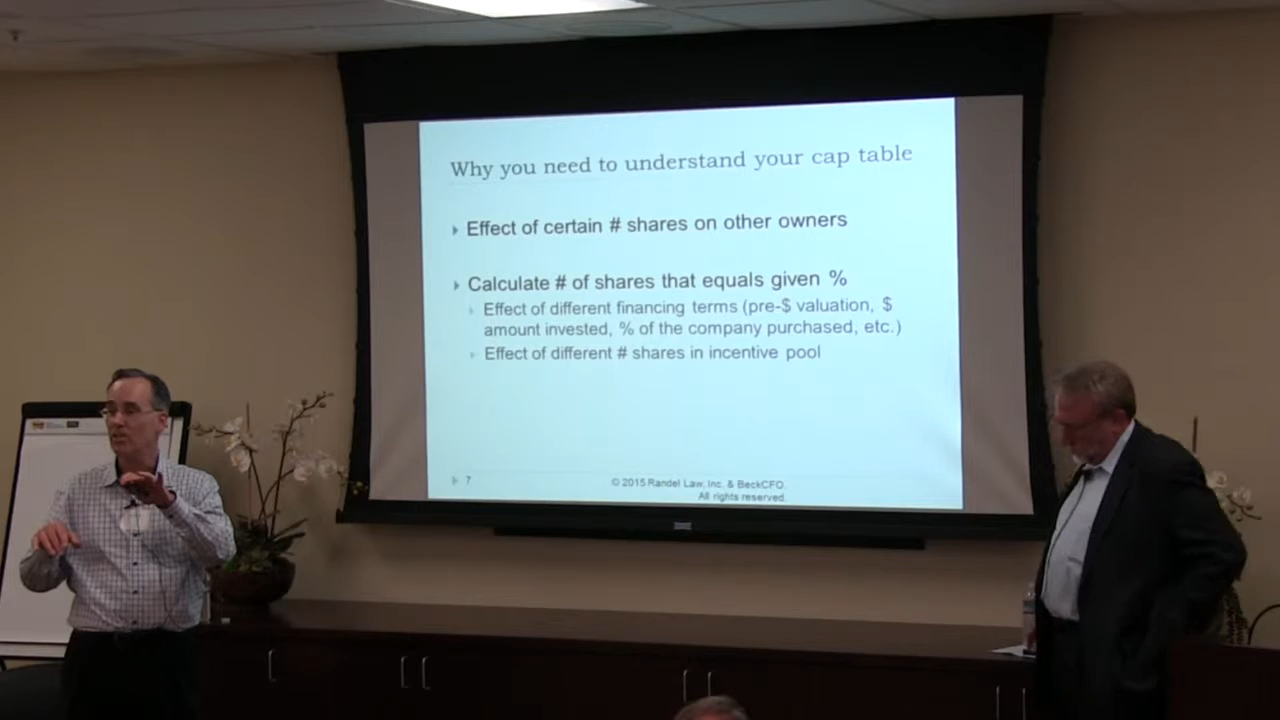 Why you need to understand your cap table
Effect of certain # shares on other owners
Calculate # of shares that equals given %
Effect of different financing terms (pre-$ valuation, $
amount invested, % of the company purchased, etc.)
Effect of different # shares in incentive pool
7
© 2015 Randel Law, Inc. & BeckCFO.
All rights reserved.